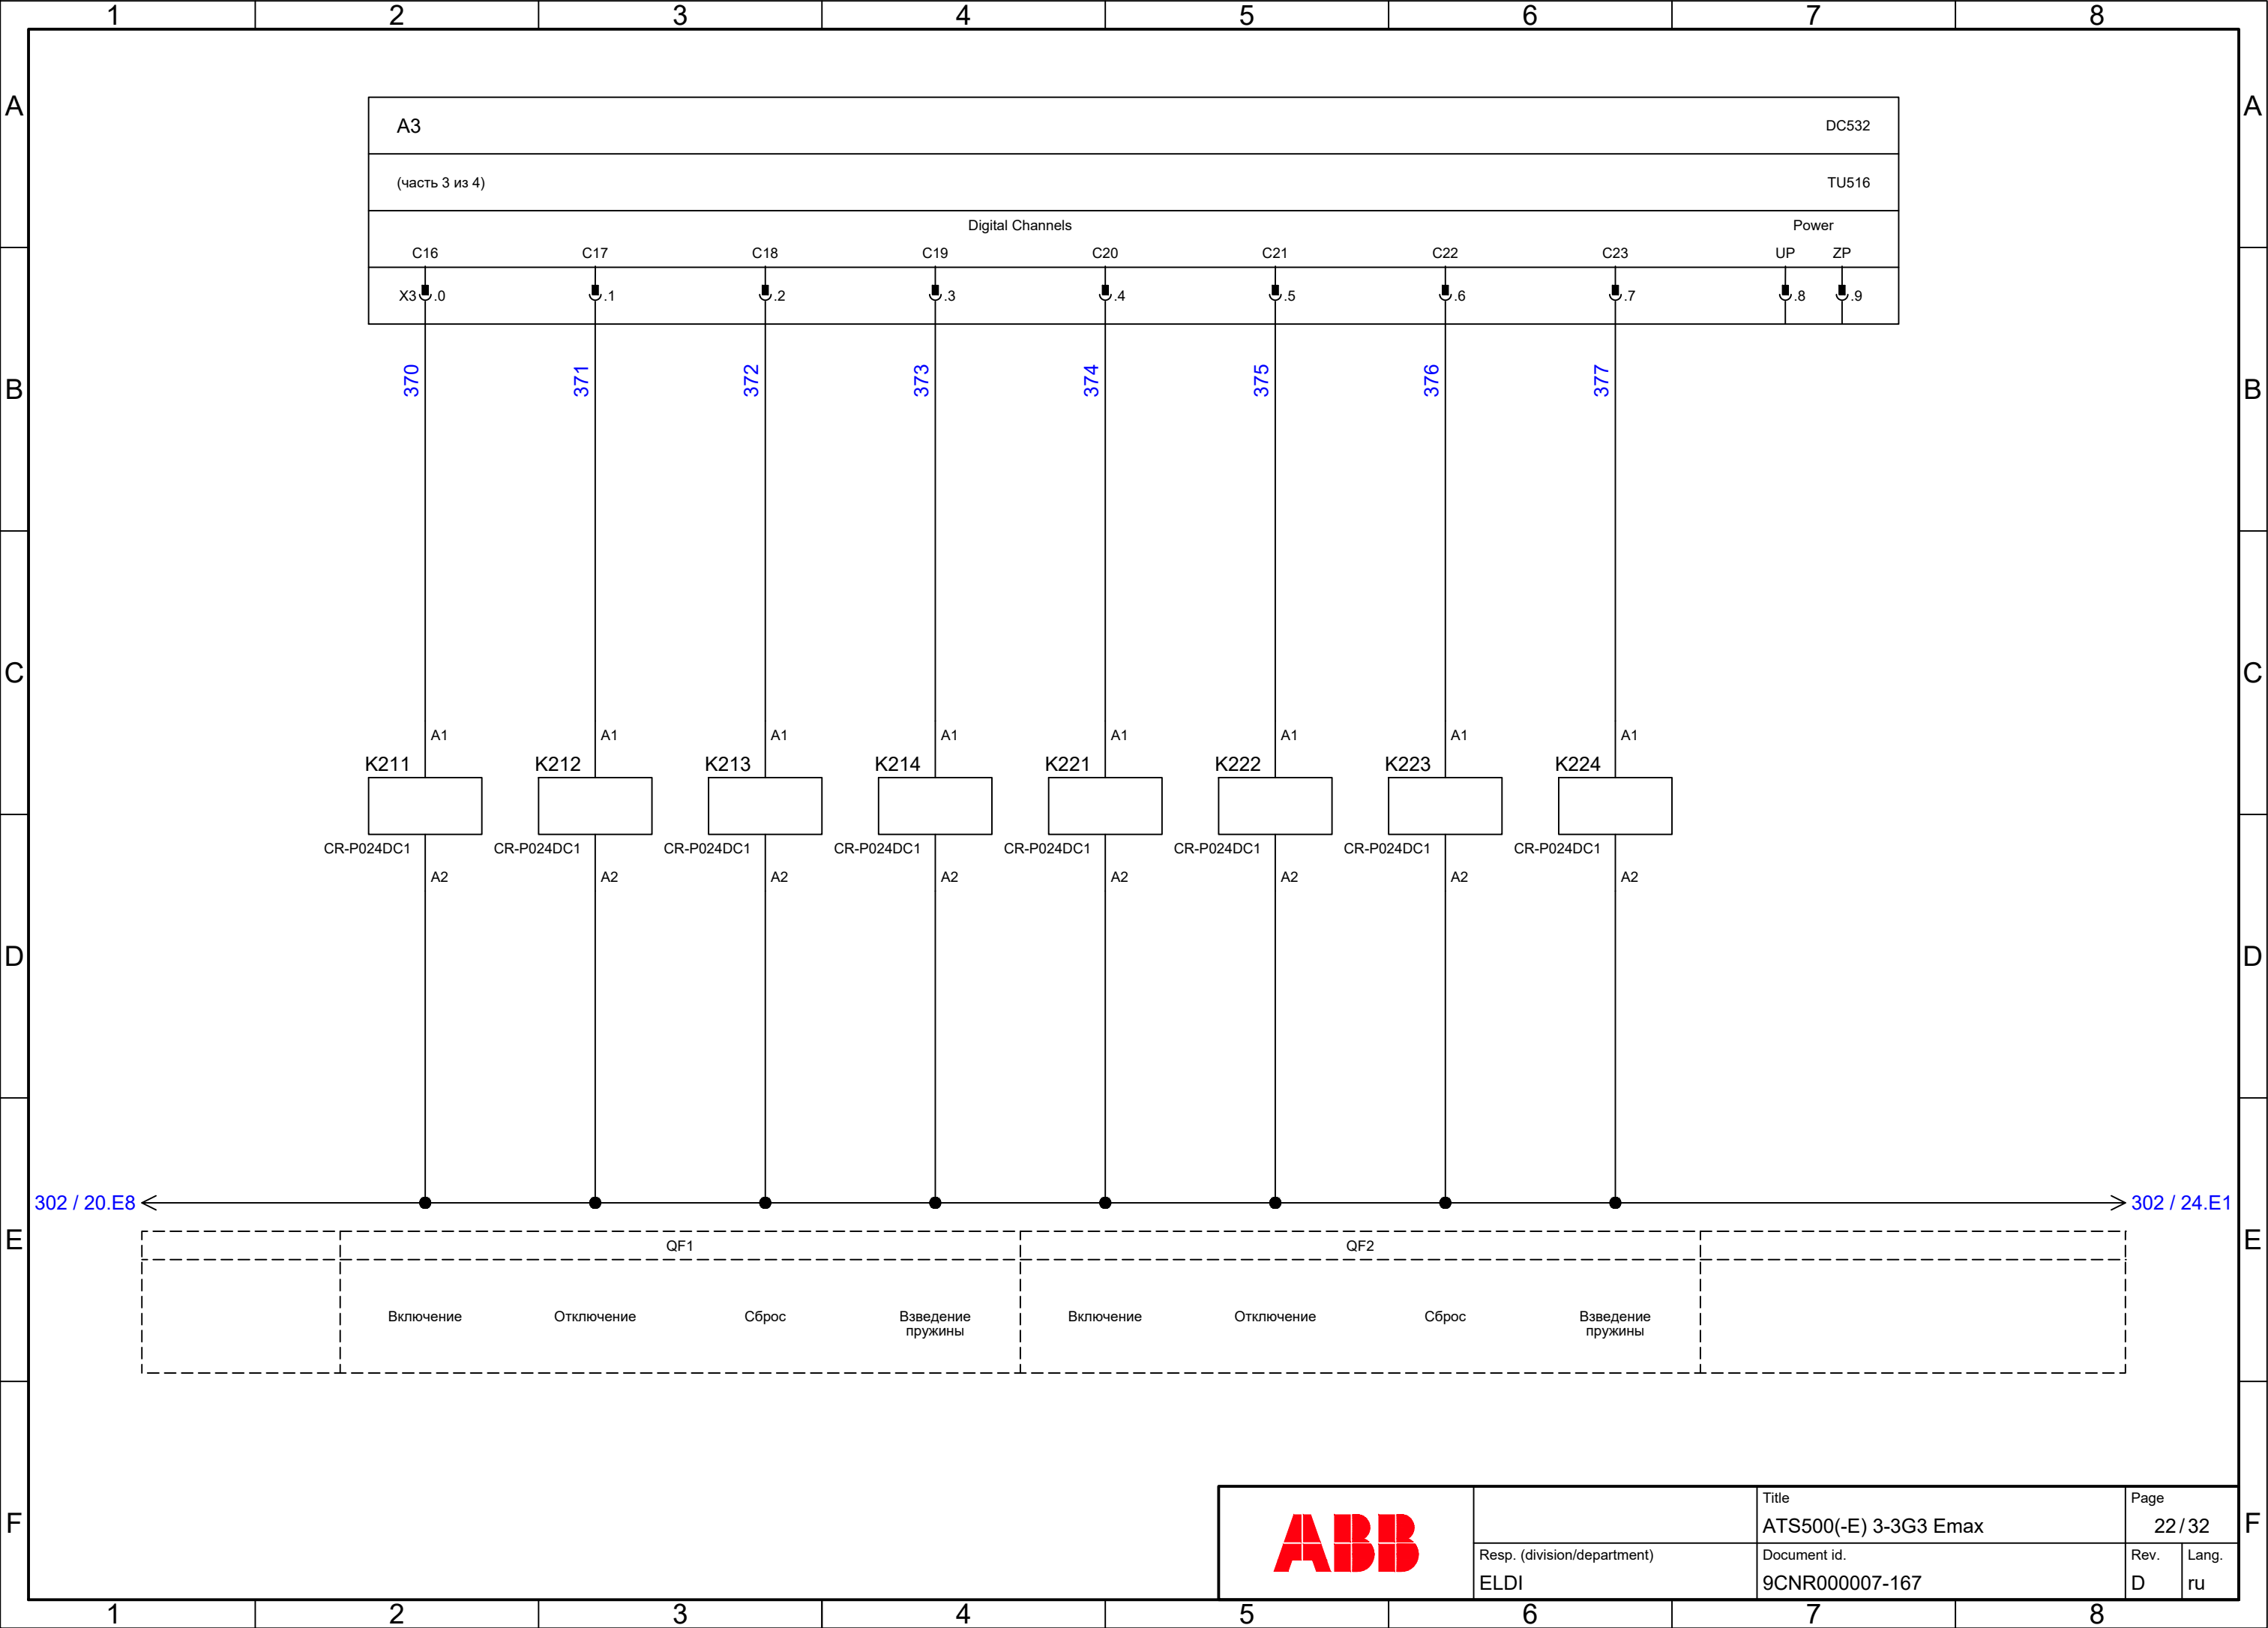 1 2 3 4 5 6 7 8
A A
A3 DC532
(часть 3 из 4) TU516
Digital Channels Power
C16 C17 C18 C19 C20 C21 C22 C23 UP ZP
X3 .0 .1 .2 .3 .4 .5 .6 .7 .8 .9
B B
370 371 372 373 374 375 376 377
C C
A1 A1 A1 A1 A1 A1 A1 A1
K211 K212 K213 K214 K221 K222 K223 K224
CR-P024DC1 CR-P024DC1 CR-P024DC1 CR-P024DC1 CR-P024DC1 CR-P024DC1 CR-P024DC1 CR-P024DC1
A2 A2 A2 A2 A2 A2 A2 A2
D D
302 / 20.E8 302 / 24.E1
E E
QF1 QF2
Включение Отключение Сброс Взведение Включение Отключение Сброс Взведение
пружины пружины
F F
ABB
Title Page
ATS500(-E) 3-3G3 Emax 22/32
Resp. (division/department) Document id. Rev. Lang.
ELDI 9CNR000007-167 D ru
1 2 3 4 5 6 7 8